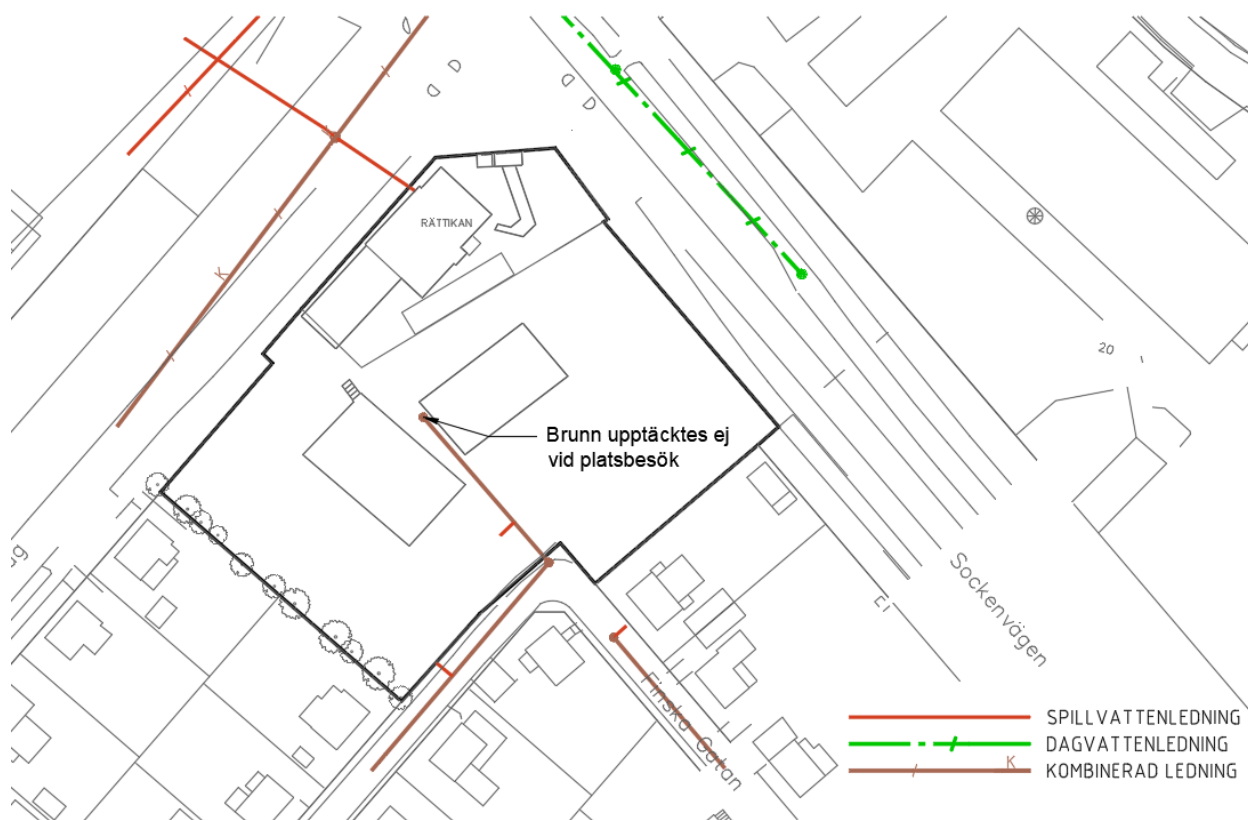 RÄTTIKAN
K
20
Brunn upptäcktes ej
vid platsbesök
Sockenvägen
Finska Gatan
SPILLVATTENLEDNING
DAGVATTENLEDNING
K
KOMBINERAD LEDNING